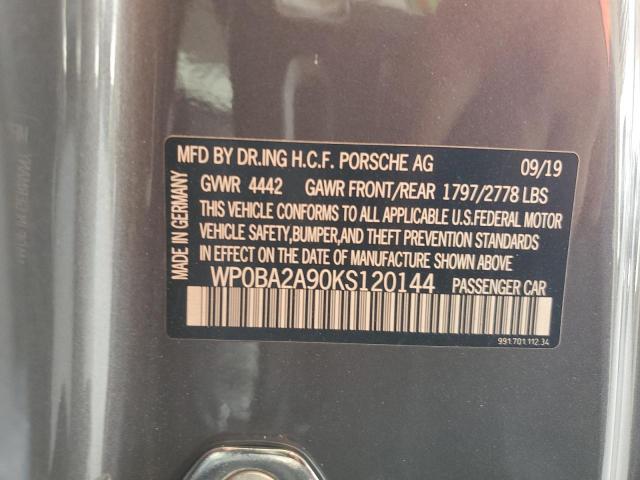 MFD BY DR.ING H.C.F. PORSCHE AG 09/19
GVWR 4442 GAWR FRONT/REAR 1797/2778 LBS
THIS VEHICLE CONFORMS TO ALL APPLICABLE U.S.FEDERAL MOTOR
VEHICLE SAFETY,BUMPER,AND THEFT PREVENTION STANDARDS
IN EFFECT ON THE DATE OF MANUFACTURE SHOWN ABOVE
WP0BA2A90KS120144 PASSENGER CAR
991.701.112.34
MADE IN GERMANY